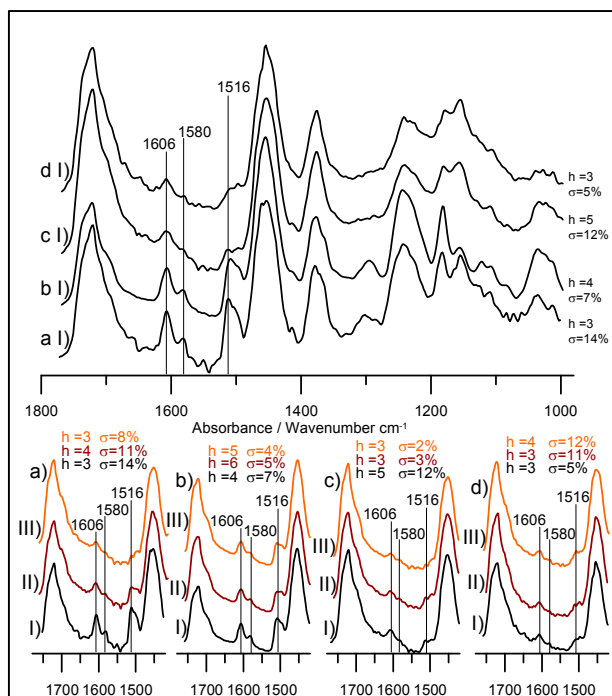 1516
1606
1580
d I)
h =3
σ=5%
c I)
h =5
σ=12%
b I)
h =4
σ=7%
a I)
h =3
σ=14%
1800 1600 1400 1200 1000
Absorbance / Wavenumber cm-1
a)
h =3 σ=8%
h =4 σ=11%
h =3 σ=14%
1606
1580
1516
III)
II)
I)
1700 1600 1500
b)
h =5 σ=4%
h =6 σ=5%
h =4 σ=7%
1606
1580
1516
III)
II)
I)
1700 1600 1500
c)
h =3 σ=2%
h =3 σ=3%
h =5 σ=12%
1606
1580
1516
III)
II)
I)
1700 1600 1500
d)
h =4 σ=12%
h =3 σ=11%
h =3 σ=5%
1606
1580
1516
III)
II)
I)
1700 1600 1500